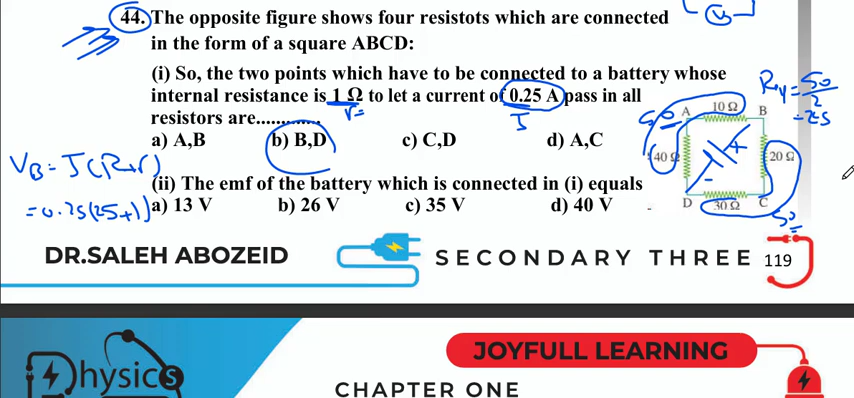 44. The opposite figure shows four resistots which are connected
in the form of a square ABCD:
(i) So, the two points which have to be connected to a battery whose
internal resistance is 1 Ω to let a current of 0.25 A pass in all
resistors are.............
a) A,B b) B,D c) C,D d) A,C
(ii) The emf of the battery which is connected in (i) equals
a) 13 V b) 26 V c) 35 V d) 40 V
r=
I
VB = I(R+r)
= 0.25(25+1)
Req = 50/2
= 25
50
A 10 Ω B
40 Ω 20 Ω
D 30 Ω C
50
DR.SALEH ABOZEID
SECONDARY THREE 119
Physics
JOYFULL LEARNING
CHAPTER ONE